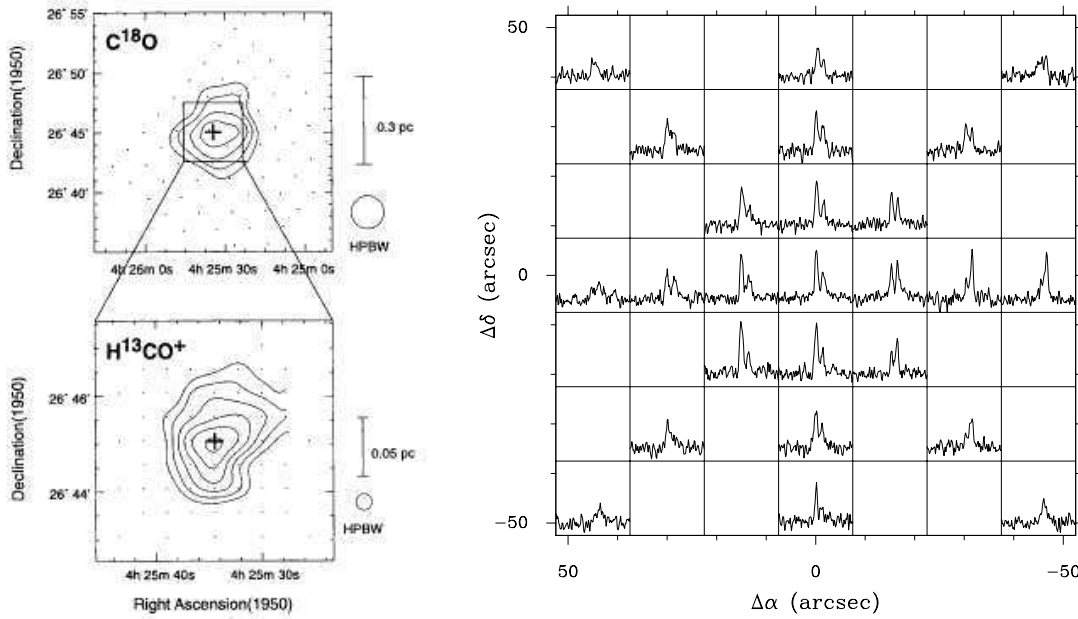 C18O
26° 55'
26° 50'
26° 45'
26° 40'
Declination(1950)
0.3 pc
HPBW
4h 26m 0s 4h 25m 30s 4h 25m 0s
H13CO+
26° 46'
26° 44'
Declination(1950)
0.05 pc
HPBW
4h 25m 40s 4h 25m 30s
Right Ascension(1950)
50
0
−50
Δδ (arcsec)
50 0 −50
Δα (arcsec)